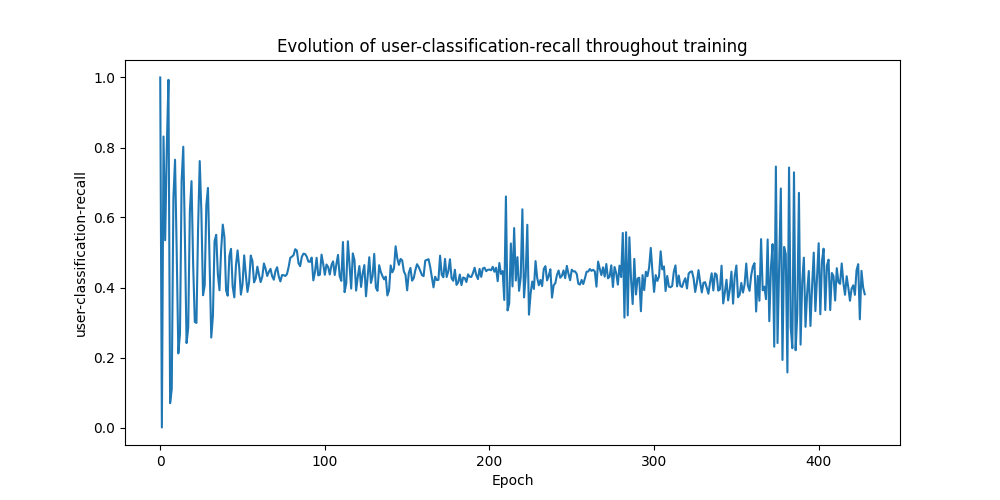 Evolution of user-classification-recall throughout training
1.0
0.8
0.6
0.4
0.2
0.0
user-classification-recall
0 100 200 300 400
Epoch